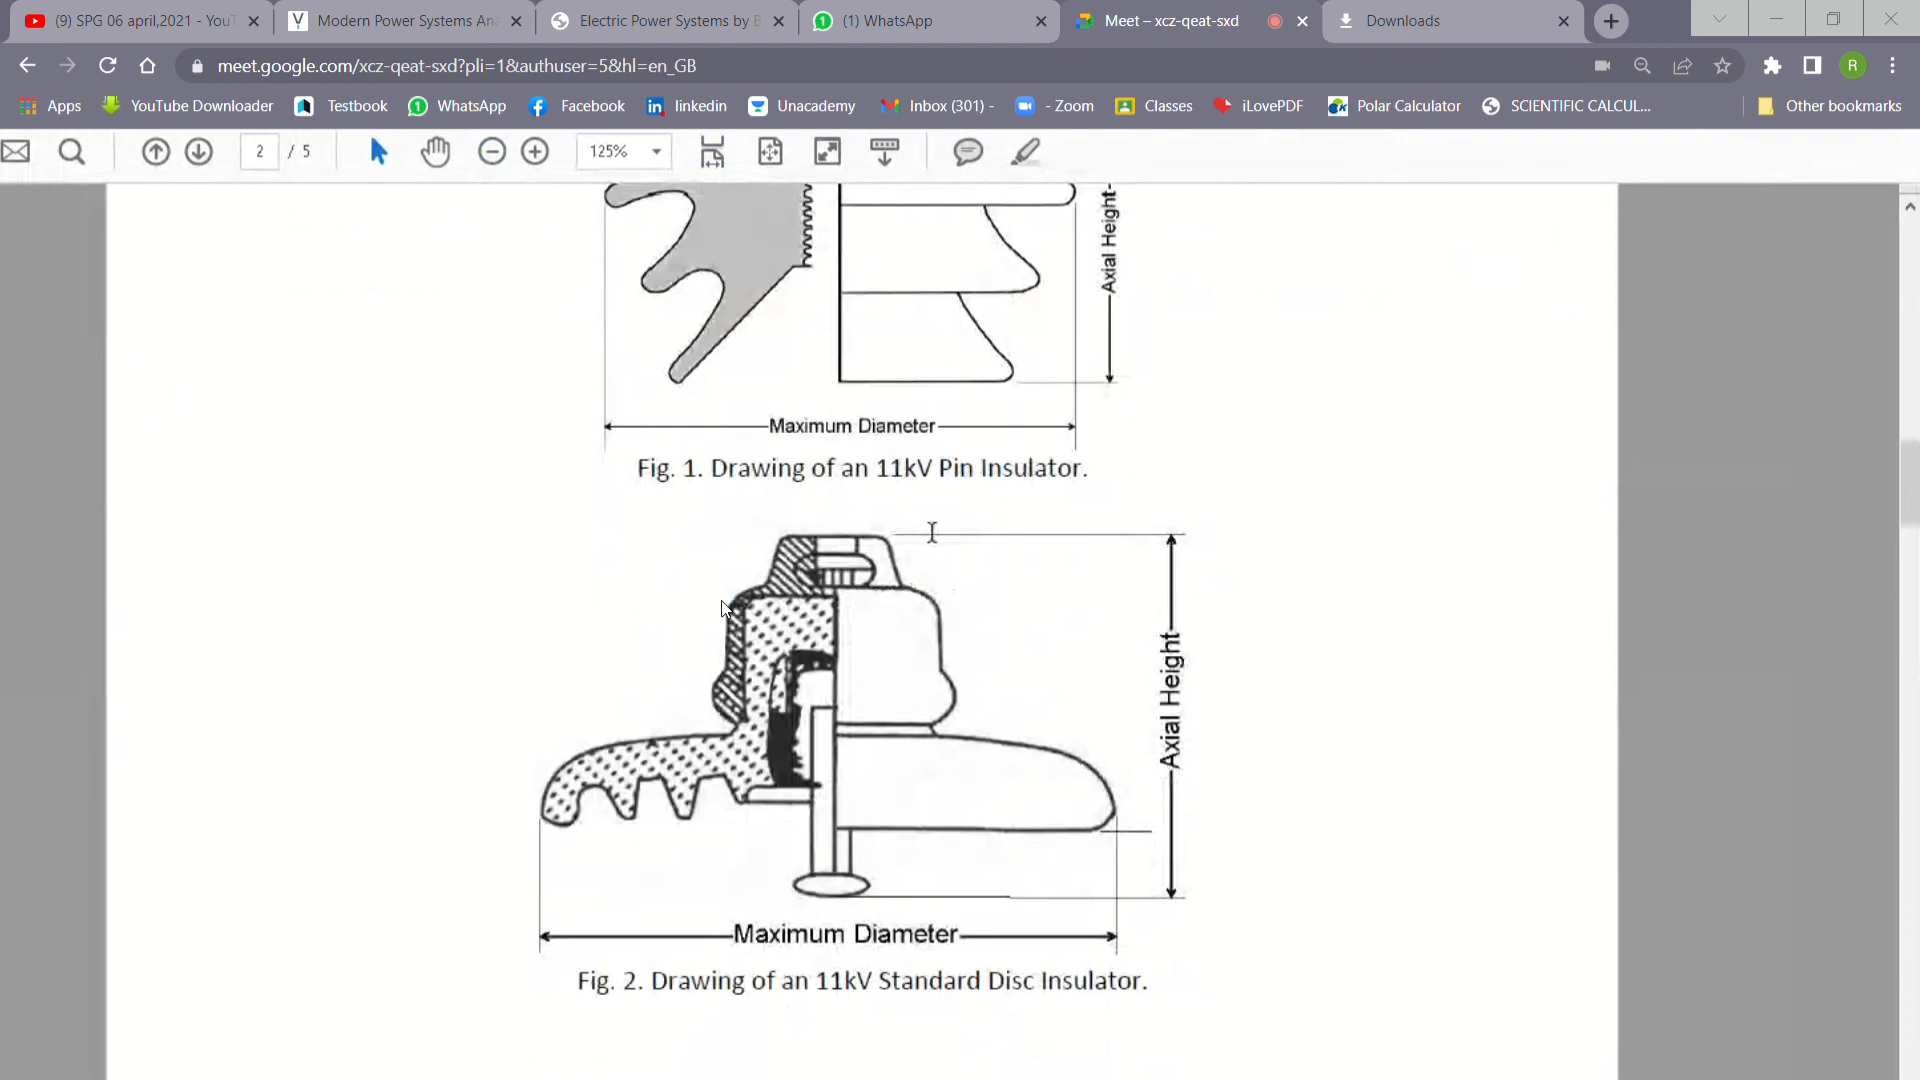 (9) SPG 06 april,2021 - YouT
Modern Power Systems Ana
Electric Power Systems by B
(1) WhatsApp
Meet – xcz-qeat-sxd
Downloads
meet.google.com/xcz-qeat-sxd?pli=1&authuser=5&hl=en_GB
R
Apps
YouTube Downloader
Testbook
WhatsApp
Facebook
linkedin
Unacademy
Inbox (301) -
- Zoom
Classes
iLovePDF
Polar Calculator
SCIENTIFIC CALCUL...
Other bookmarks
2 / 5
125%
Axial Height
Maximum Diameter
Fig. 1. Drawing of an 11kV Pin Insulator.
Axial Height
Maximum Diameter
Fig. 2. Drawing of an 11kV Standard Disc Insulator.